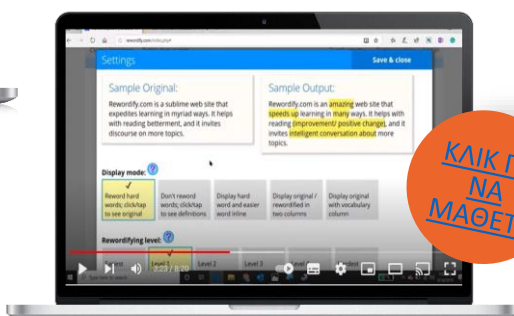 rewordify.com/index.php#
Settings
Save & close
Sample Original:
Rewordify.com is a sublime web site that
expedites learning in myriad ways. It helps
with reading betterment, and it invites
discourse on more topics.
Sample Output:
Rewordify.com is an amazing web site that
speeds up learning in many ways. It helps with
reading (improvement/ positive change), and it
invites intelligent conversation about more
topics.
Display mode:
Reword hard
words; click/tap
to see original
Don't reword
words; click/tap
to see definitions
Display hard
word and easier
word inline
Display original /
rewordified in
two columns
Display original
with vocabulary
column
Rewordifying level:
Level 1
Level 2
Level 3
2:23 / 8:20
ΚΛΙΚ Γ
ΝΑ
ΜΑΘΕΤ